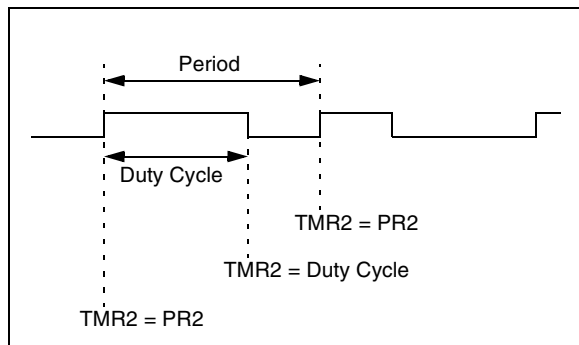 Period
Duty Cycle
TMR2 = PR2
TMR2 = Duty Cycle
TMR2 = PR2